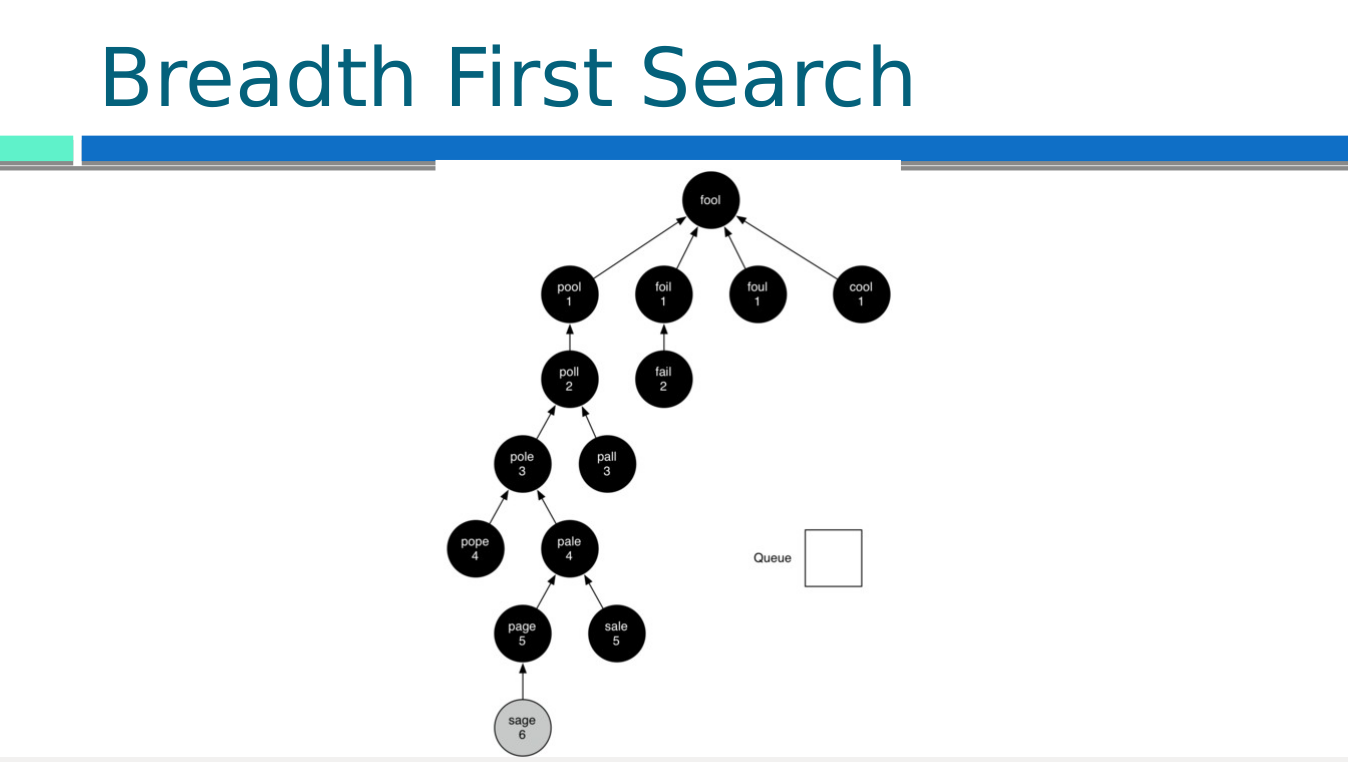 Breadth First Search
fool
pool
1
foil
1
foul
1
cool
1
poll
2
fail
2
pole
3
pall
3
pope
4
pale
4
Queue
page
5
sale
5
sage
6